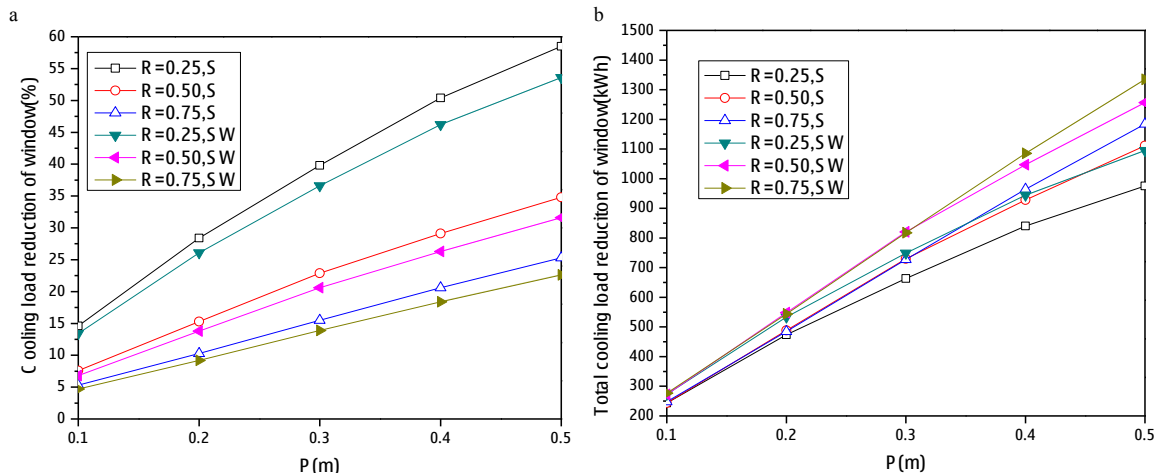 a
C ooling load reduction of window(%)
60
55
50
45
40
35
30
25
20
15
10
5
0
R=0.25,S
R=0.50,S
R=0.75,S
R=0.25,S W
R=0.50,S W
R=0.75,S W
0.1 0.2 0.3 0.4 0.5
P(m)
b
Total cooling load reduciton of window(kWh)
1500
1400
1300
1200
1100
1000
900
800
700
600
500
400
300
200
R=0.25,S
R=0.50,S
R=0.75,S
R=0.25,S W
R=0.50,S W
R=0.75,S W
0.1 0.2 0.3 0.4 0.5
P(m)